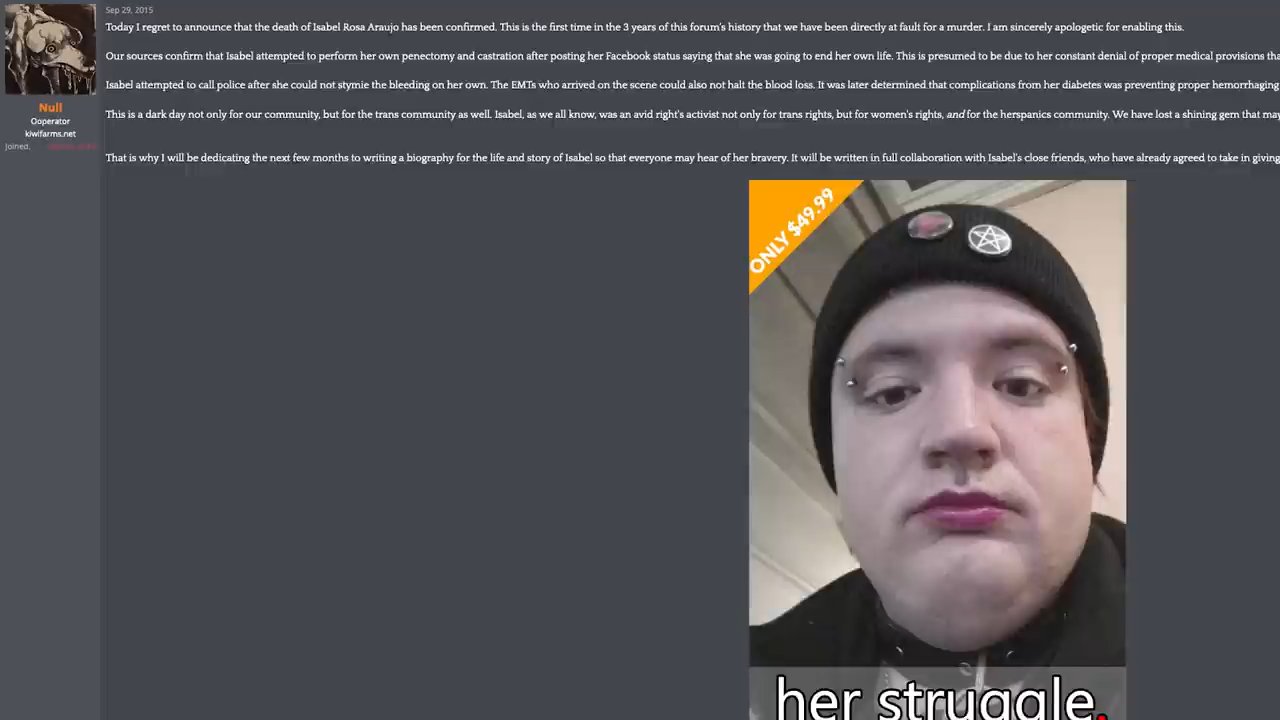 Sep 29, 2015
Today I regret to announce that the death of Isabel Rosa Araujo has been confirmed. This is the first time in the 3 years of this forum's history that we have been directly at fault for a murder. I am sincerely apologetic for enabling this.
Our sources confirm that Isabel attempted to perform her own penectomy and castration after posting her Facebook status saying that she was going to end her own life. This is presumed to be due to her constant denial of proper medical provisions tha
Isabel attempted to call police after she could not stymie the bleeding on her own. The EMTs who arrived on the scene could also not halt the blood loss. It was later determined that complications from her diabetes was preventing proper hemorrhaging
Null
Ooperator
kiwifarms.net
Joined:
This is a dark day not only for our community, but for the trans community as well. Isabel, as we all know, was an avid right's activist not only for trans rights, but for women's rights, and for the herspanics community. We have lost a shining gem that may
That is why I will be dedicating the next few months to writing a biography for the life and story of Isabel so that everyone may hear of her bravery. It will be written in full collaboration with Isabel's close friends, who have already agreed to take in giving
ONLY $49.99
her struggle.